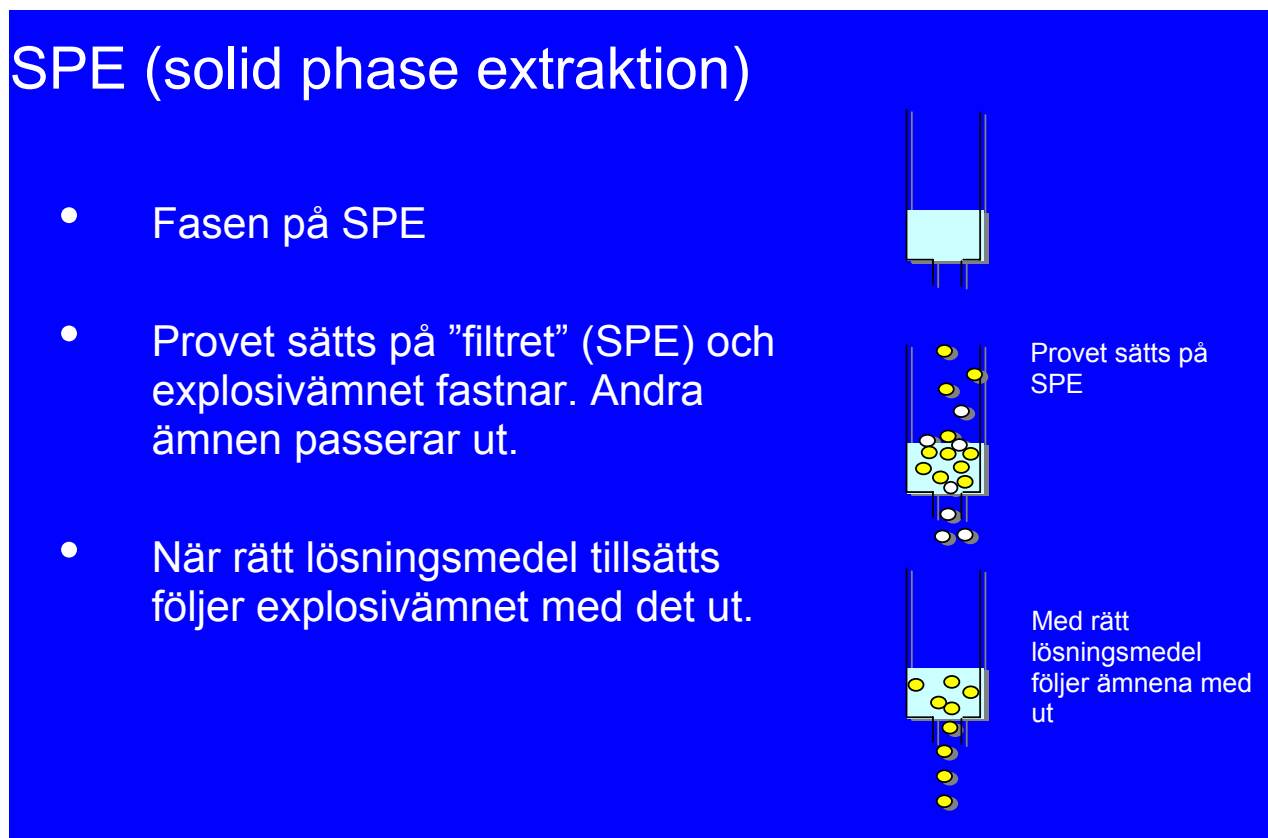 SPE (solid phase extraktion)
• Fasen på SPE
• Provet sätts på ”filtret” (SPE) och
explosivämnet fastnar. Andra
ämnen passerar ut.
• När rätt lösningsmedel tillsätts
följer explosivämnet med det ut.
Provet sätts på
SPE
Med rätt
lösningsmedel
följer ämnena med
ut